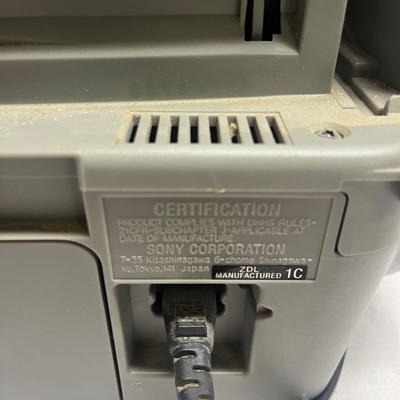 CERTIFICATION
PRODUCT COMPLIES WITH DHHS RULES-
21CFR-SUBCHAPTER J-APPLICABLE AT
DATE OF MANUFACTURE.
SONY CORPORATION
7-35 Kitashinagawa 6-chome Shinagawa-
ku,Tokyo,141 Japan
ZDL
MANUFACTURED 1C